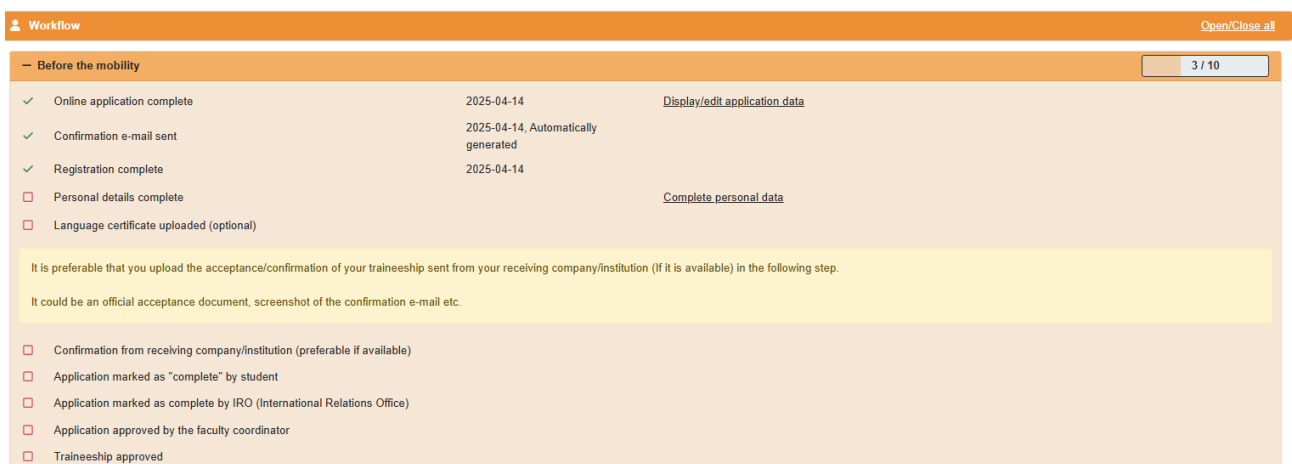 Workflow
Open/Close all
Before the mobility
3 / 10
Online application complete 2025-04-14 Display/edit application data
Confirmation e-mail sent 2025-04-14, Automatically
generated
Registration complete 2025-04-14
Personal details complete Complete personal data
Language certificate uploaded (optional)
It is preferable that you upload the acceptance/confirmation of your traineeship sent from your receiving company/institution (If it is available) in the following step.
It could be an official acceptance document, screenshot of the confirmation e-mail etc.
Confirmation from receiving company/institution (preferable if available)
Application marked as "complete" by student
Application marked as complete by IRO (International Relations Office)
Application approved by the faculty coordinator
Traineeship approved